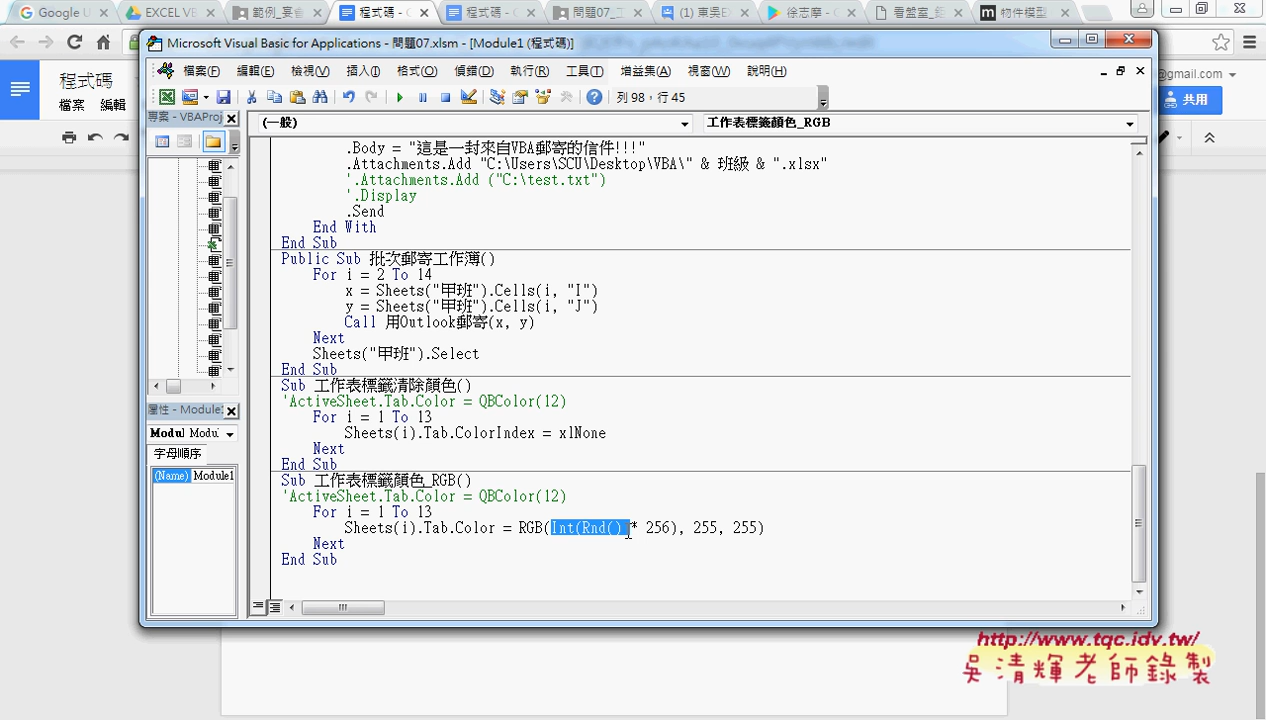 Google U
EXCEL VB
範例_宴會
程式碼 - G
程式碼 -
問題07_工
(1) 東吳E
徐志摩 -
看盤室_
物件模型
Microsoft Visual Basic for Applications - 問題07.xlsm - [Module1 (程式碼)]
程式碼
檔案 編輯
@gmail.com
共用
檔案(F) 編輯(E) 檢視(V) 插入(I) 格式(O) 偵錯(D) 執行(R) 工具(T) 增益集(A) 視窗(W) 說明(H)
列 98，行 45
專案 - VBAProj
(一般) 工作表標籤顏色_RGB
.Body = "這是一封來自VBA郵寄的信件!!!"
.Attachments.Add "C:\Users\SCU\Desktop\VBA\" & 班級 & ".xlsx"
'.Attachments.Add ("C:\test.txt")
'.Display
.Send
End With
End Sub
Public Sub 批次郵寄工作簿()
For i = 2 To 14
x = Sheets("甲班").Cells(i, "I")
y = Sheets("甲班").Cells(i, "J")
Call 用Outlook郵寄(x, y)
Next
Sheets("甲班").Select
End Sub
Sub 工作表標籤清除顏色()
'ActiveSheet.Tab.Color = QBColor(12)
For i = 1 To 13
Sheets(i).Tab.ColorIndex = xlNone
Next
End Sub
Sub 工作表標籤顏色_RGB()
'ActiveSheet.Tab.Color = QBColor(12)
For i = 1 To 13
Sheets(i).Tab.Color = RGB(Int(Rnd() * 256), 255, 255)
Next
End Sub
屬性 - Module
Modul Modu
字母順序
(Name) Module1
http://www.tqc.idv.tw/
吳清輝老師錄製